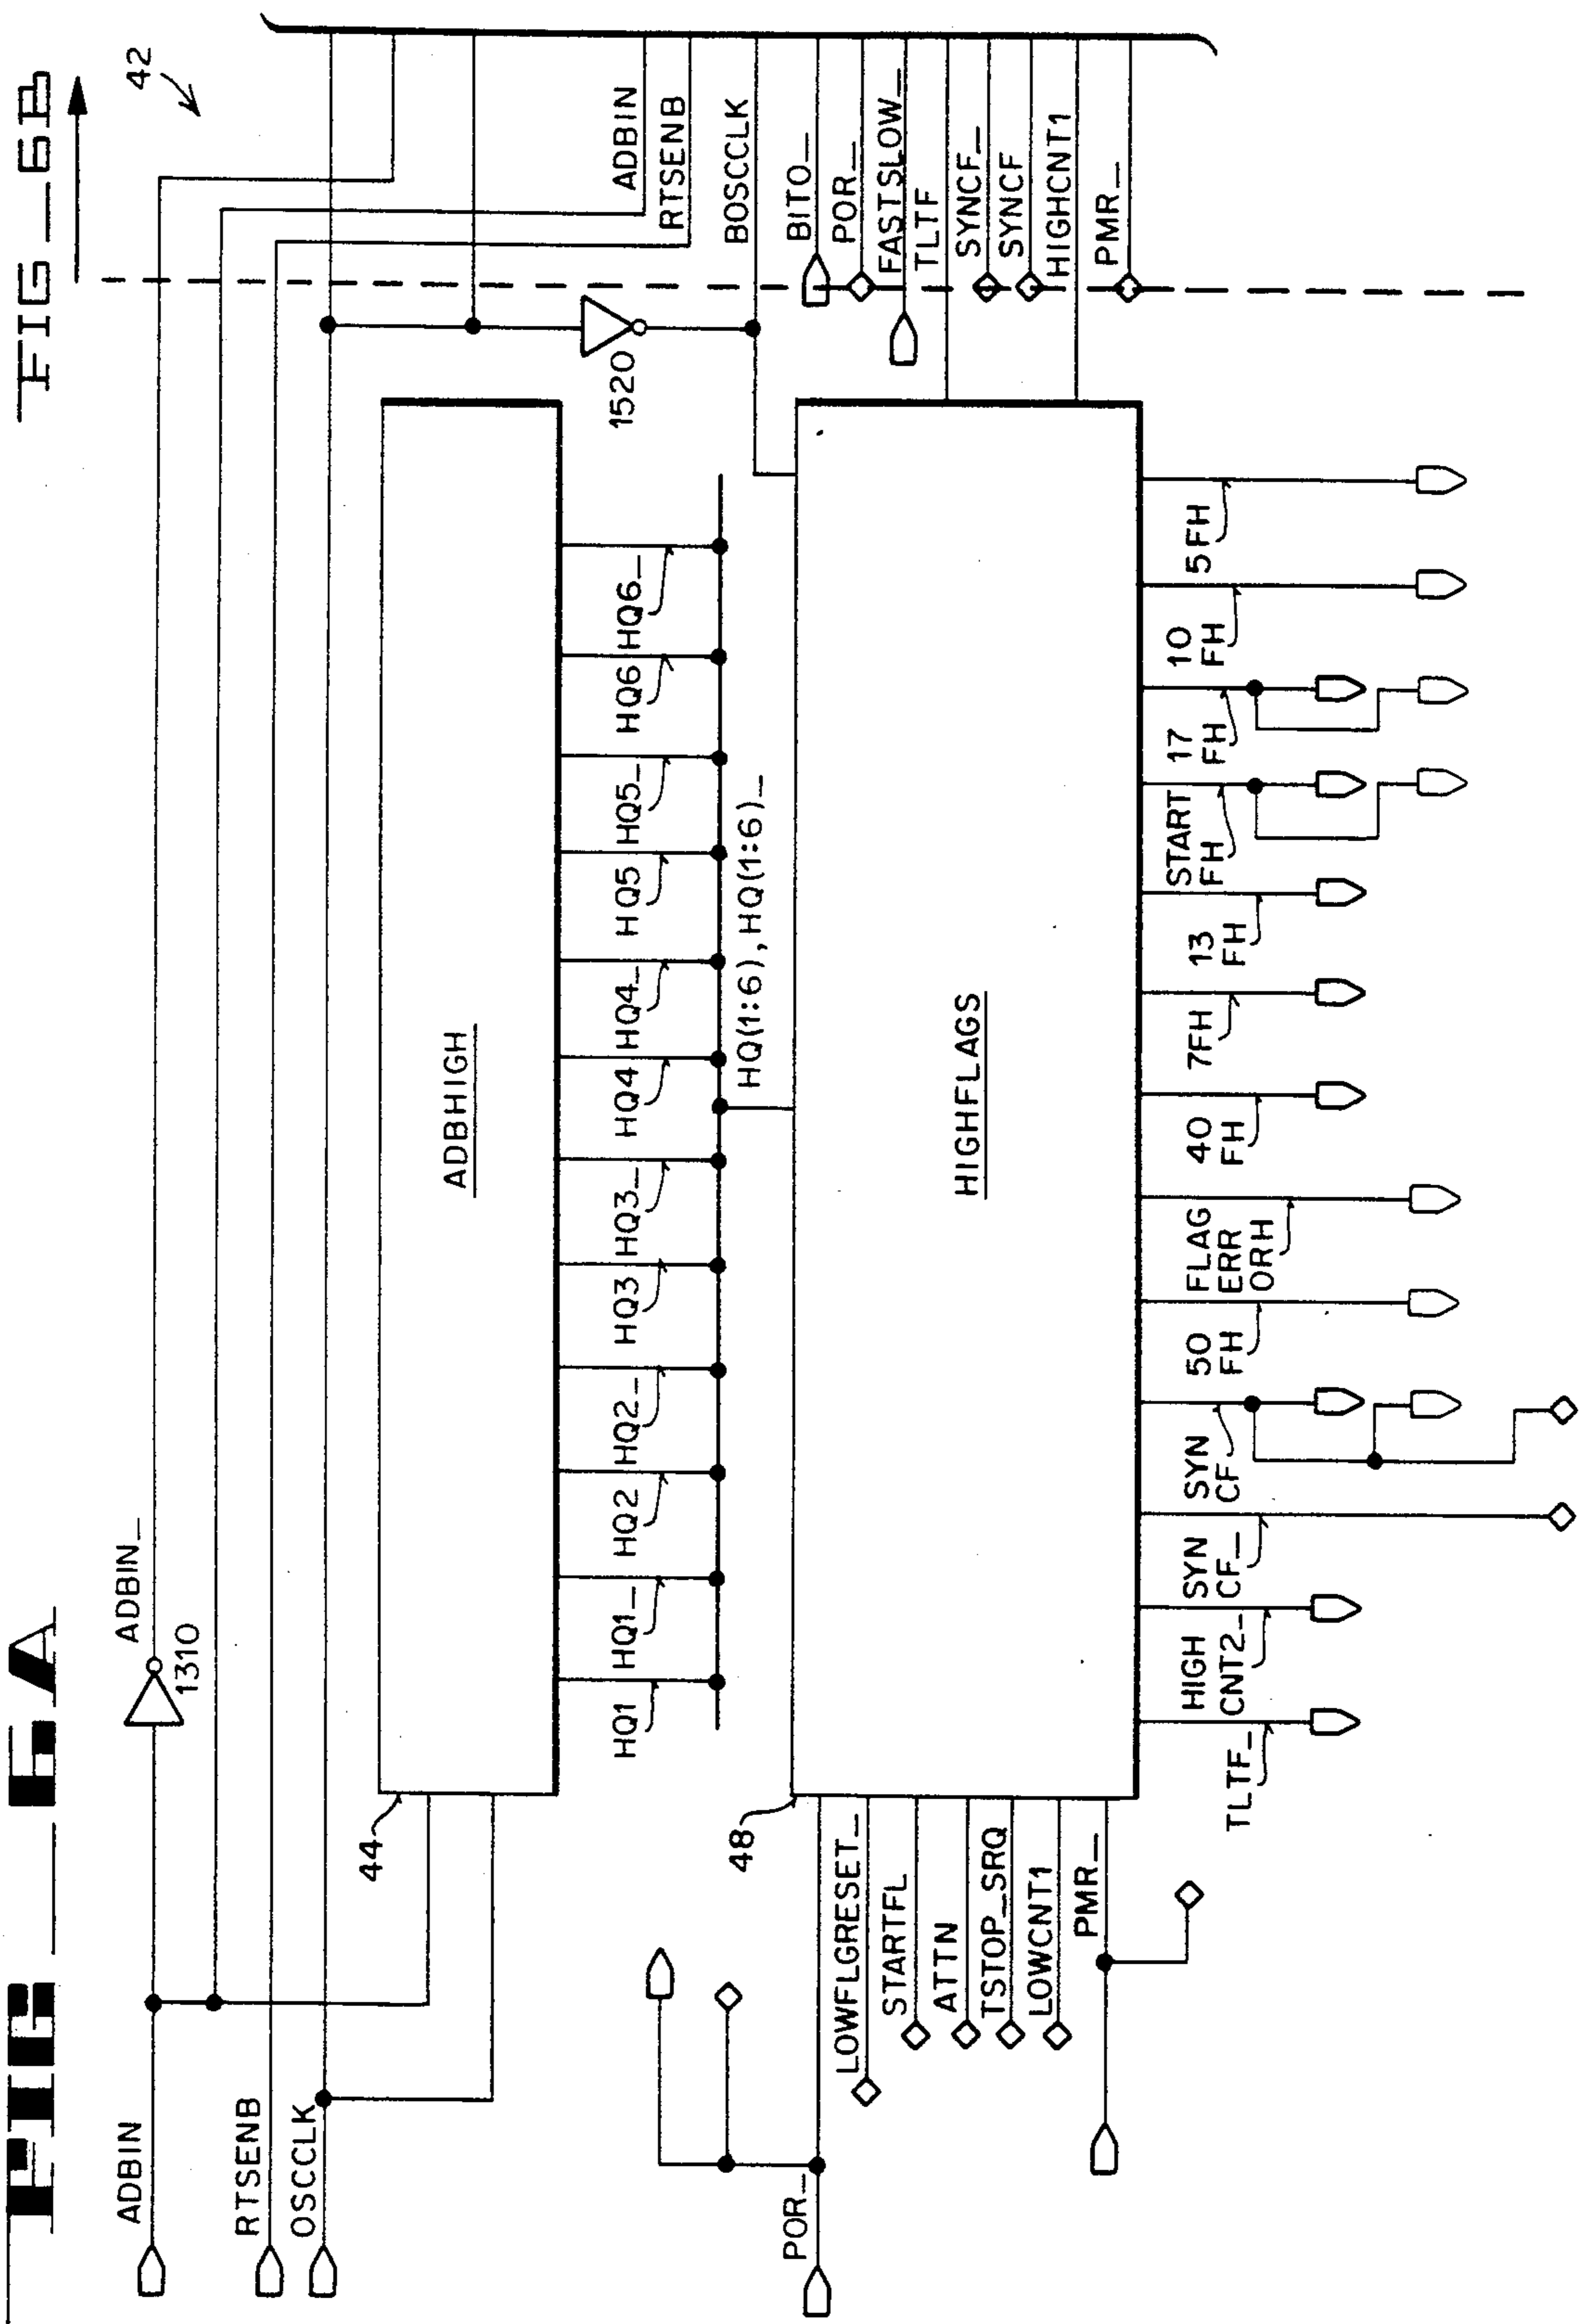 FIG_6A
FIG_6B
42
ADBIN
ADBIN_
1310
RTSENB
OSCCLK
ADBIN
RTSENB
BOSCCLK
1520
44
ADBHIGH
HQ1
HQ1_
HQ2
HQ2_
HQ3
HQ3_
HQ4
HQ4_
HQ5
HQ5_
HQ6
HQ6_
HQ(1:6),HQ(1:6)_
BITO_
POR_
FASTSLOW_
TLTF
SYNCF_
SYNCF
HIGHCNT1
PMR_
48
HIGHFLAGS
POR_
LOWFLGRESET_
STARTFL
ATTN
TSTOP_SRQ
LOWCNT1
PMR_
TLTF_
HIGH
CNT2_
SYN
CF_
SYN
CF
50
FH
FLAG
ERR
ORH
40
FH
7FH
13
FH
START
FH
17
FH
10
FH
5FH